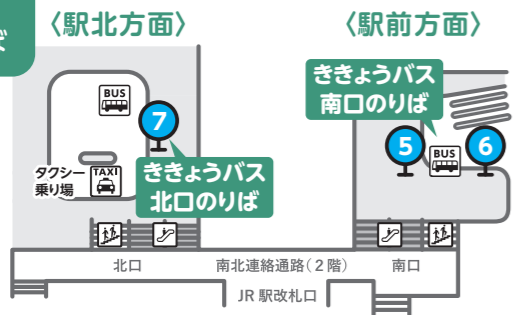 〈駅北方面〉
〈駅前方面〉
BUS
7
ききょうバス
北口のりば
タクシー
乗り場
TAXI
ききょうバス
南口のりば
5
BUS
6
北口
南北連絡通路(2階)
南口
JR駅改札口